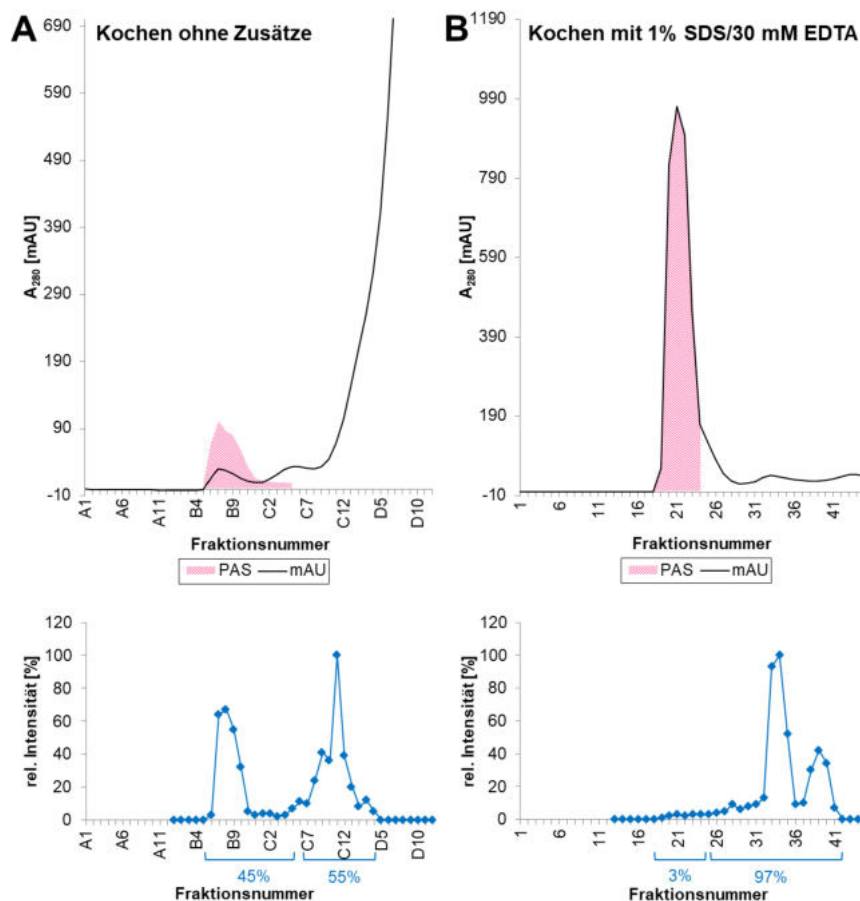 A Kochen ohne Zusätze
690
590
490
390
290
190
90
-10
A₂₈₀ [mAU]
A1 A6 A11 B4 B9 C2 C7 C12 D5 D10
Fraktionsnummer
PAS mAU
B Kochen mit 1% SDS/30 mM EDTA
1190
990
790
590
390
190
-10
A₂₈₀ [mAU]
1 6 11 16 21 26 31 36 41
Fraktionsnummer
PAS mAU
120
100
80
60
40
20
0
rel. Intensität [%]
A1 A6 A11 B4 B9 C2 C7 C12 D5 D10
45% 55%
Fraktionsnummer
120
100
80
60
40
20
0
rel. Intensität [%]
1 6 11 16 21 26 31 36 41
3% 97%
Fraktionsnummer